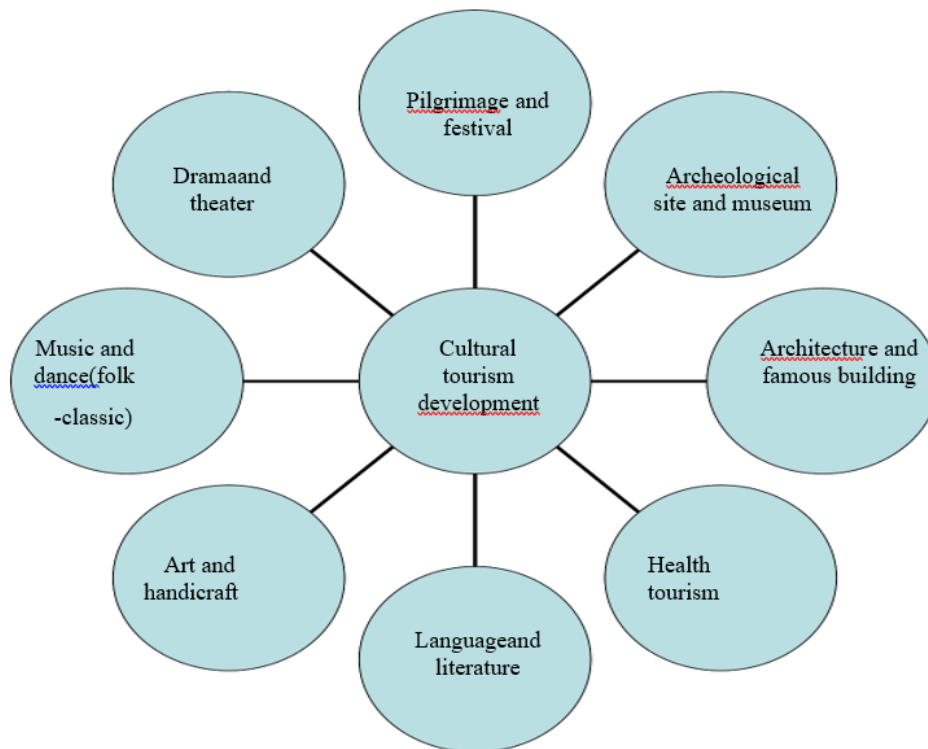 Pilgrimage and
festival
Dramaand
theater
Archeological
site and museum
Music and
dance(folk
-classic)
Cultural
tourism
development
Architecture and
famous building
Art and
handicraft
Health
tourism
Languageand
literature